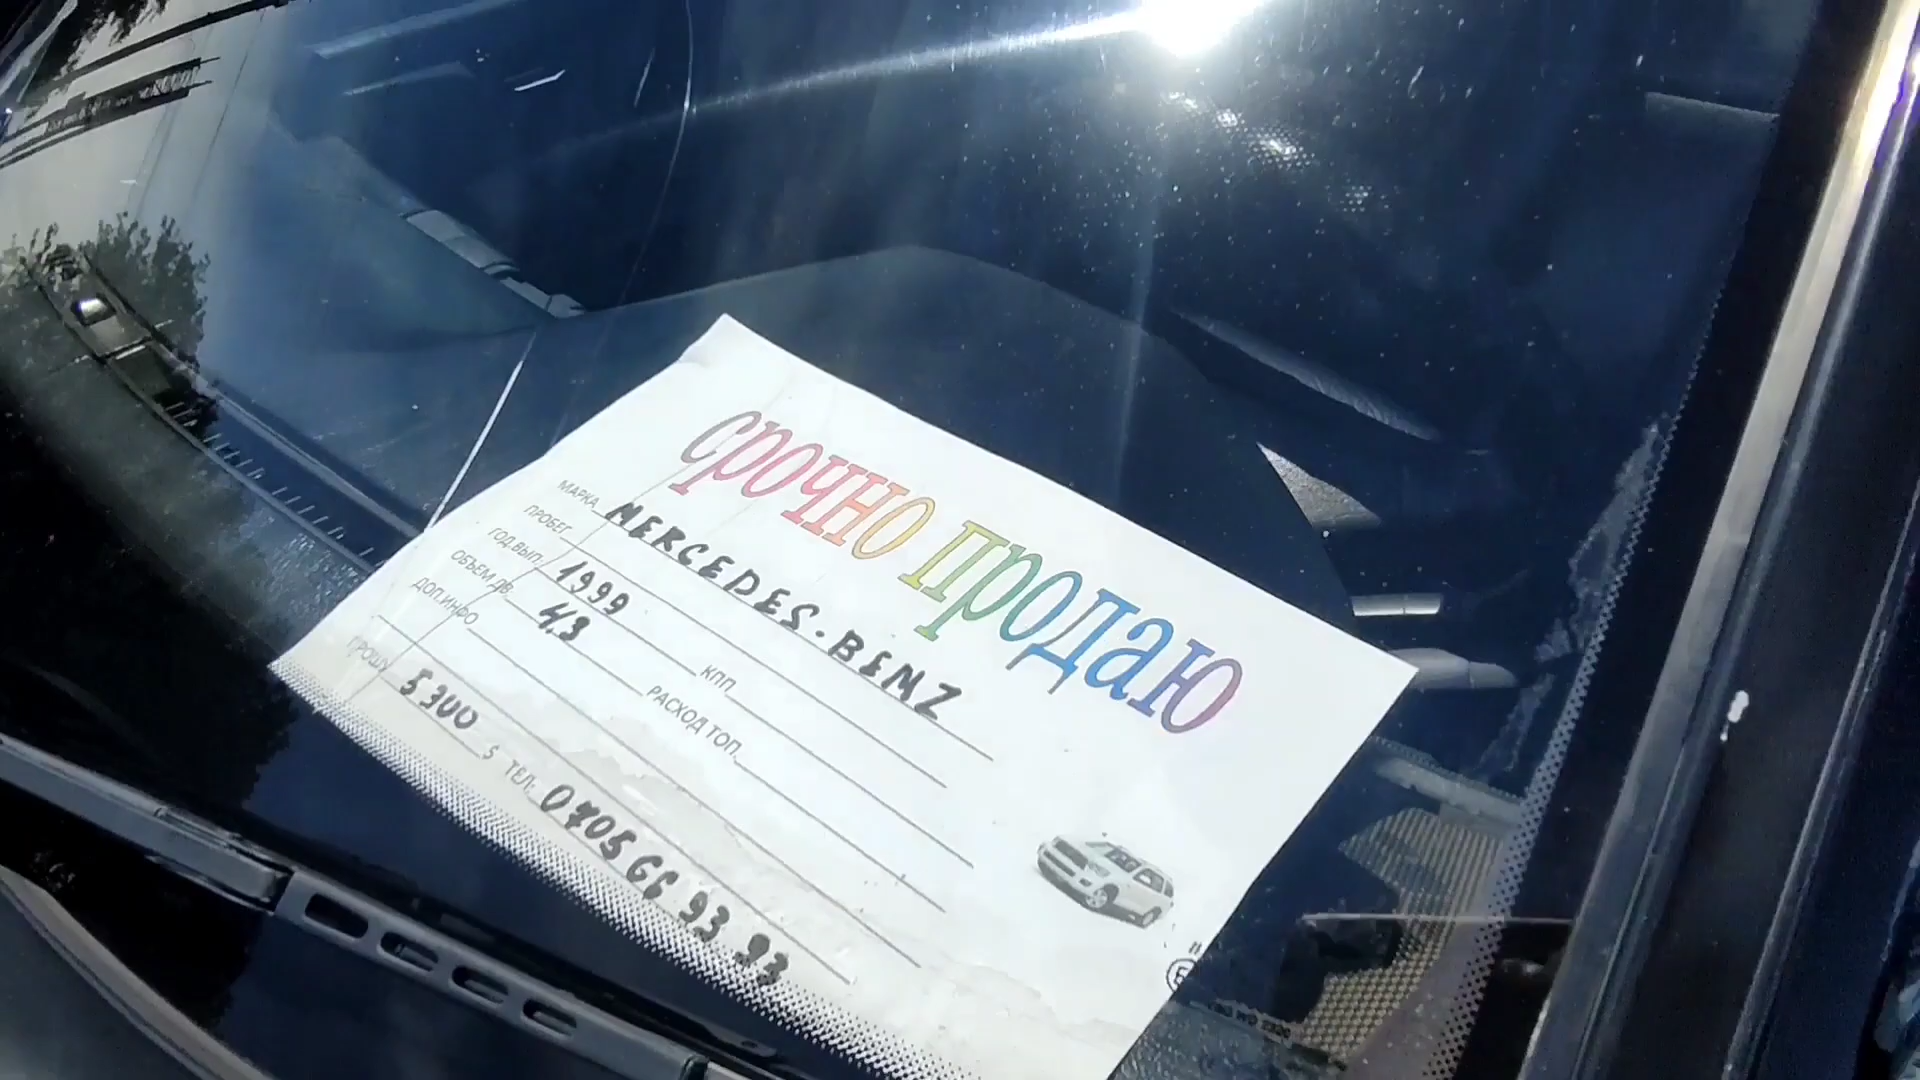 срочно продаю
МАРКА MERCEDES-BENZ
ПРОБЕГ
ГОД.ВЫП. 1999 КПП
ОБЪЕМ ДВ. 4,3 РАСХОД ТОП.
ДОП.ИНФО
ПРОШУ 5300 $ ТЕЛ: 0705 66 93 93